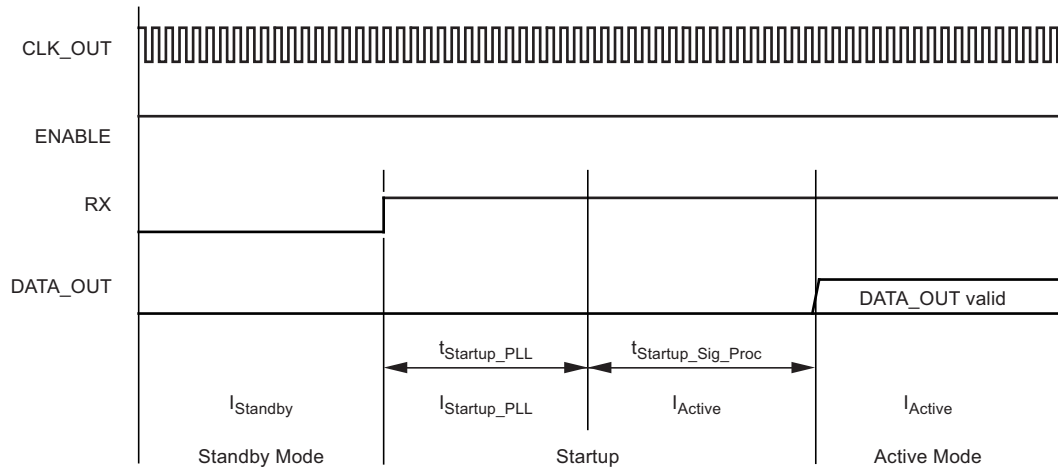 CLK_OUT
ENABLE
RX
DATA_OUT
DATA_OUT valid
tStartup_PLL tStartup_Sig_Proc
IStandby IStartup_PLL IActive IActive
Standby Mode Startup Active Mode